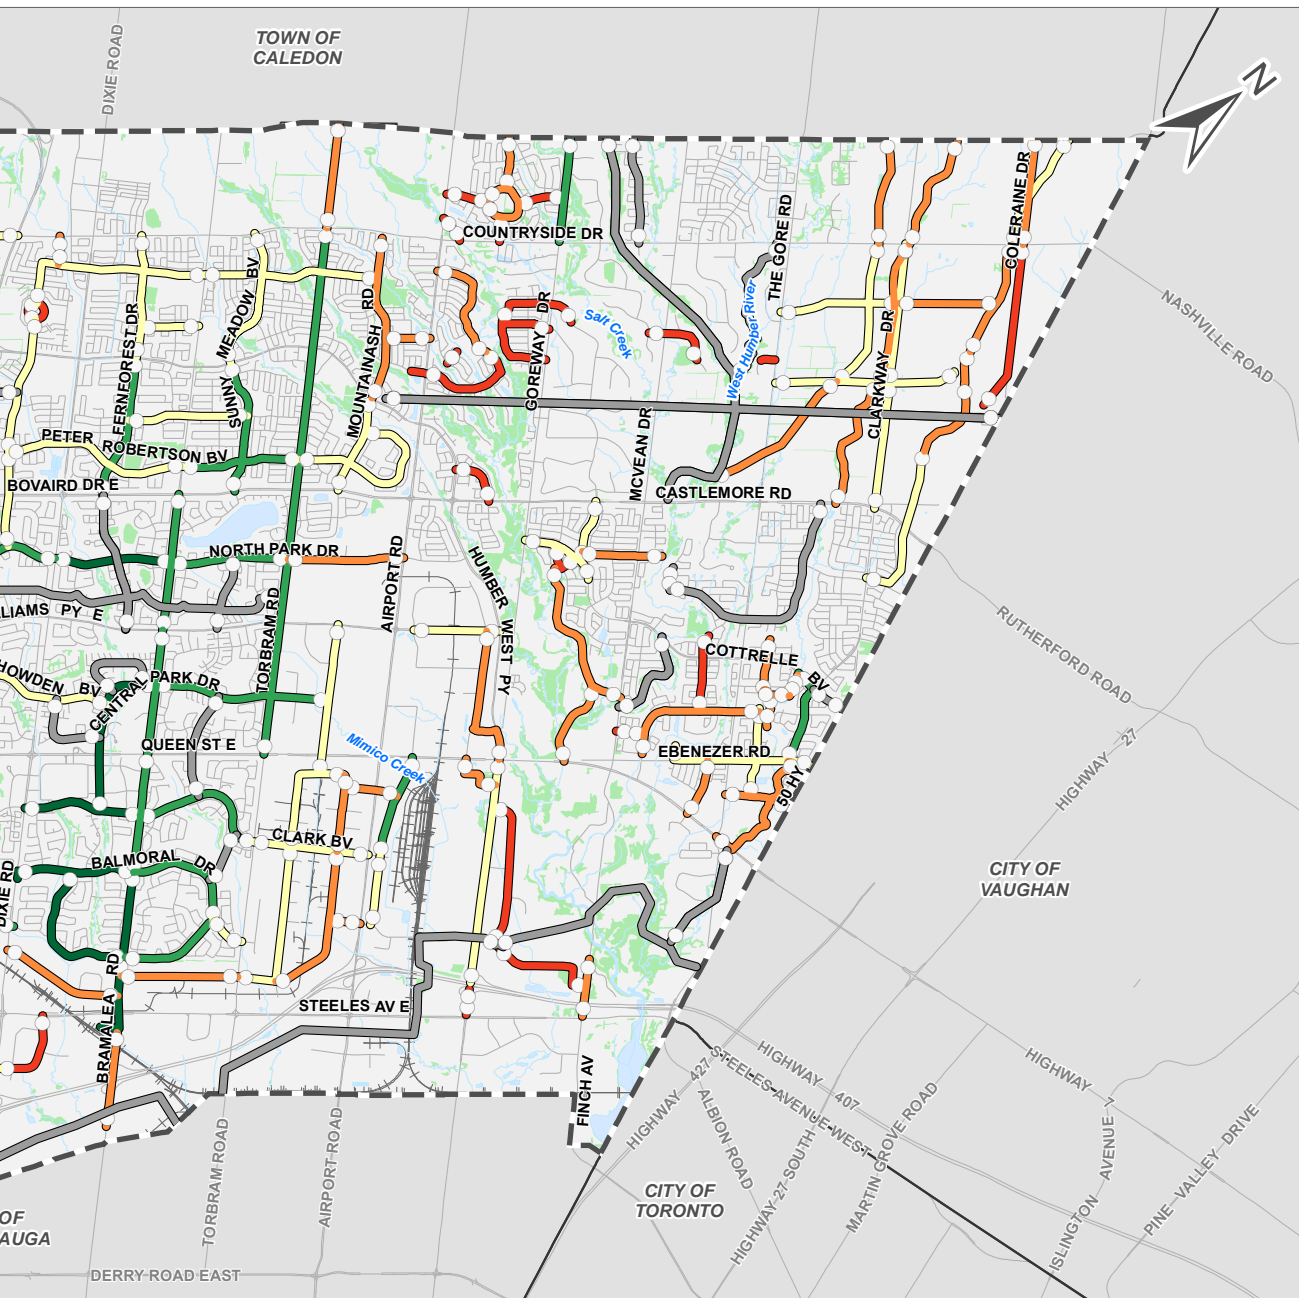 TOWN OF
CALEDON
DIXIE ROAD
N
COUNTRYSIDE DR
THE GORE RD
COLERAINE DR
NASHVILLE ROAD
SUNNY MEADOW BV
FERNFOREST DR
MOUNTAINASH RD
GOREWAY DR
Salt Creek
West Humber River
CLARKWAY DR
MCVEAN DR
PETER ROBERTSON BV
BOVAIRD DR E
CASTLEMORE RD
NORTH PARK DR
AIRPORT RD
HUMBER WEST PY
LIAMS PY E
TORBRAM RD
RUTHERFORD ROAD
COTTRELLE BV
HOWDEN BV
CENTRAL PARK DR
QUEEN ST E
Mimico Creek
EBENEZER RD
50 HY
HIGHWAY 27
CLARK BV
BALMORAL DR
DIXIE RD
CITY OF
VAUGHAN
BRAMALEA RD
STEELES AV E
FINCH AV
HIGHWAY 427
STEELES AVENUE WEST
HIGHWAY 407
HIGHWAY 7
ALBION ROAD
HIGHWAY 27 SOUTH
MARTIN GROVE ROAD
ISLINGTON AVENUE
PINE VALLEY DRIVE
TORBRAM ROAD
AIRPORT ROAD
CITY OF
TORONTO
OF
AUGA
DERRY ROAD EAST